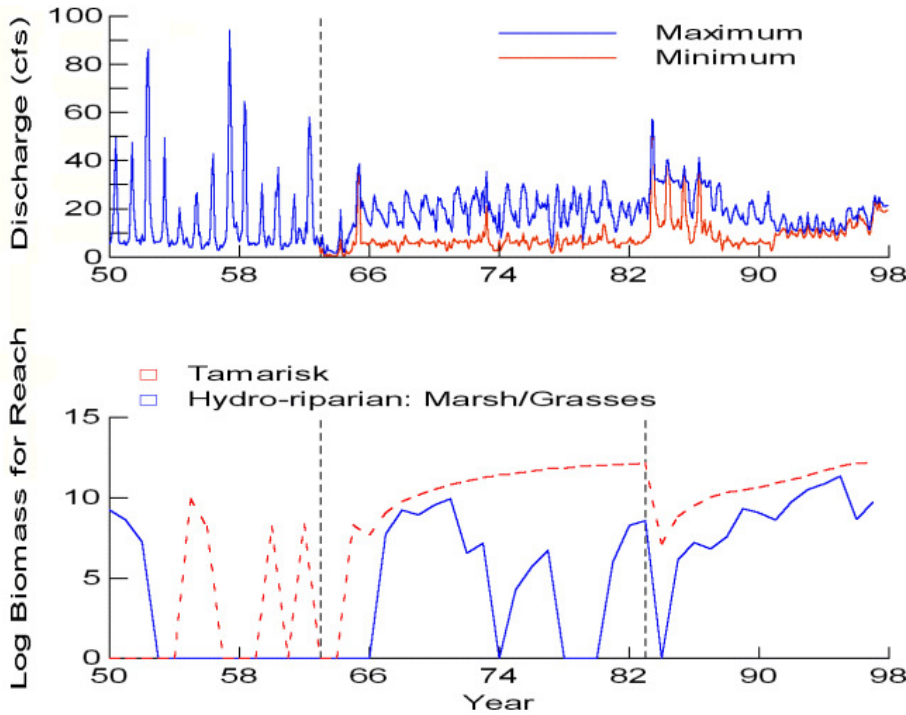 100
80
60
40
20
0
Discharge (cfs)
Maximum
Minimum
50 58 66 74 82 90 98
Tamarisk
Hydro-riparian: Marsh/Grasses
15
10
5
0
Log Biomass for Reach
50 58 66 74 82 90 98
Year